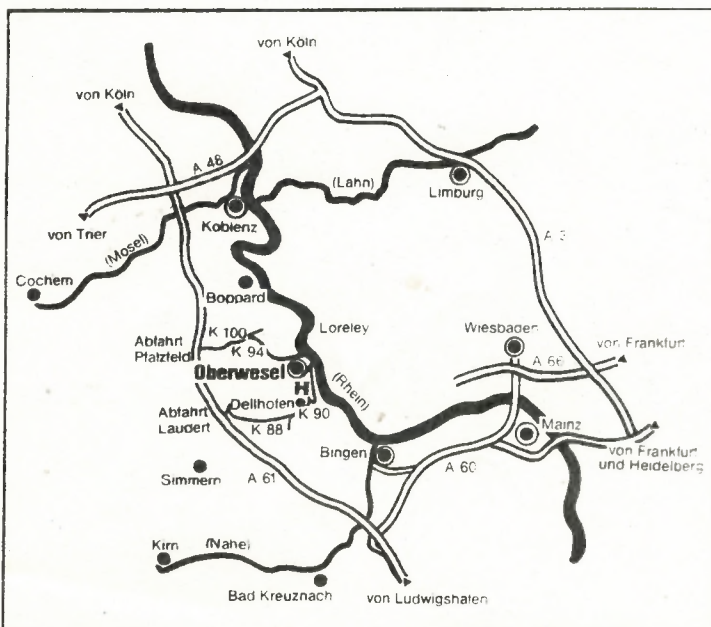 von Köln
von Köln
A 48
(Lahn)
Limburg
von Trier
Koblenz
(Mosel)
A 3
Cochem
Boppard
Loreley
Wiesbaden
K 100
Abfahrt
Pfalzfeld
K 94
von Frankfurt
A 66
Oberwesel
H
(Rhein)
Dellhofen
K 90
Abfahrt
Laudert
K 88
Mainz
Bingen
A 60
von Frankfurt
und Heidelberg
Simmern
A 61
Kirn
(Nahe)
Bad Kreuznach
von Ludwigshafen